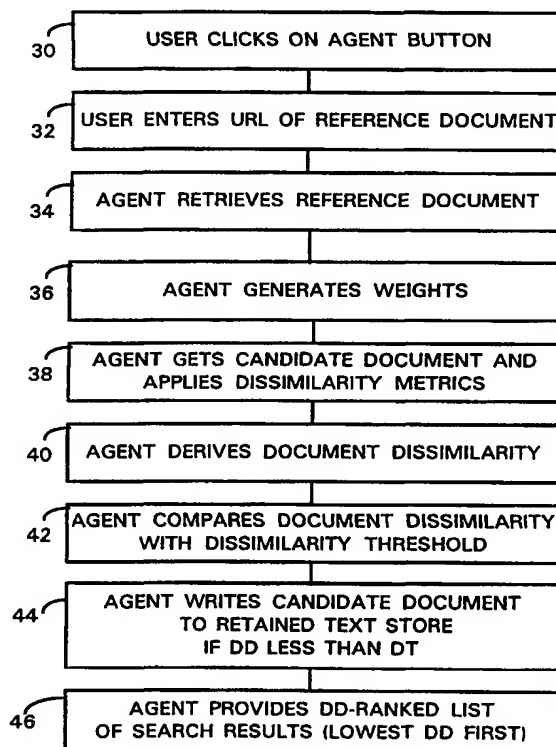 30
USER CLICKS ON AGENT BUTTON
32
USER ENTERS URL OF REFERENCE DOCUMENT
34
AGENT RETRIEVES REFERENCE DOCUMENT
36
AGENT GENERATES WEIGHTS
38
AGENT GETS CANDIDATE DOCUMENT AND
APPLIES DISSIMILARITY METRICS
40
AGENT DERIVES DOCUMENT DISSIMILARITY
42
AGENT COMPARES DOCUMENT DISSIMILARITY
WITH DISSIMILARITY THRESHOLD
44
AGENT WRITES CANDIDATE DOCUMENT
TO RETAINED TEXT STORE
IF DD LESS THAN DT
46
AGENT PROVIDES DD-RANKED LIST
OF SEARCH RESULTS (LOWEST DD FIRST)